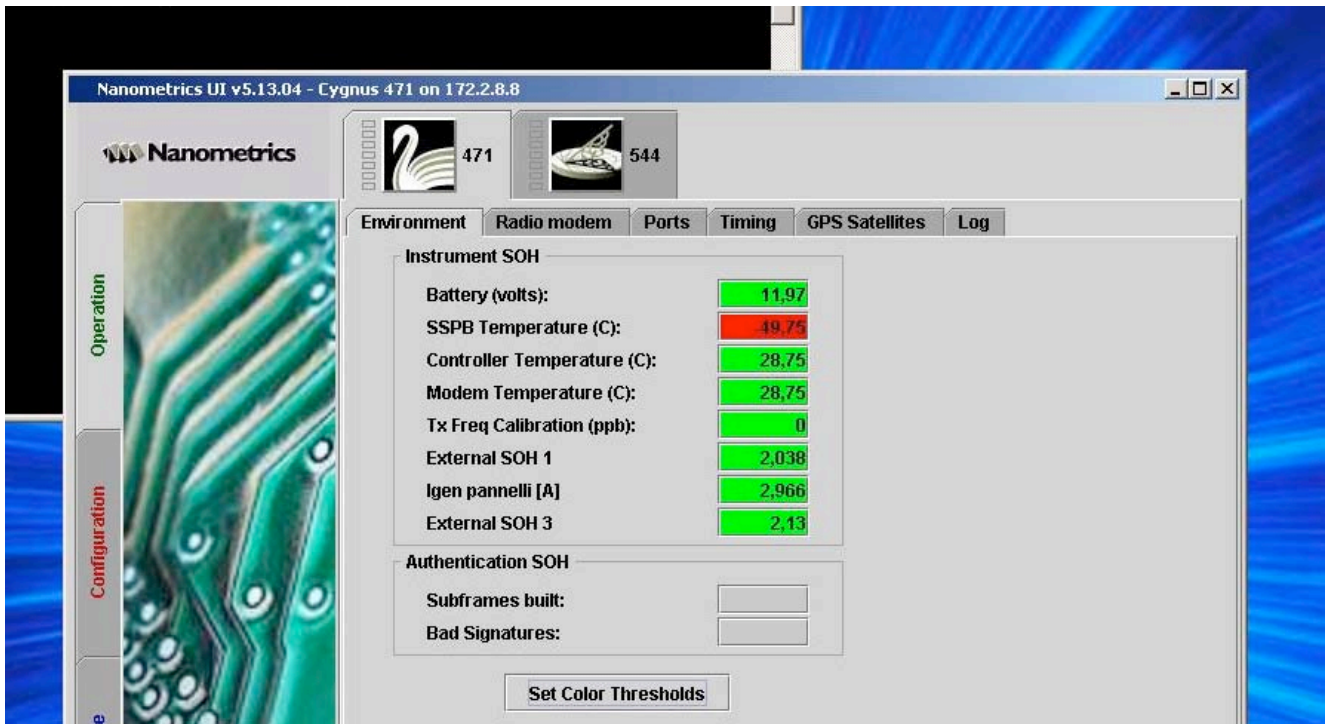 Nanometrics UI v5.13.04 - Cygnus 471 on 172.2.8.8
Nanometrics
471
544
Environment
Radio modem
Ports
Timing
GPS Satellites
Log
Operation
Configuration
Instrument SOH
Battery (volts): 11,97
SSPB Temperature (C): -49,75
Controller Temperature (C): 28,75
Modem Temperature (C): 28,75
Tx Freq Calibration (ppb): 0
External SOH 1 2,038
Igen pannelli [A] 2,966
External SOH 3 2,13
Authentication SOH
Subframes built:
Bad Signatures:
Set Color Thresholds